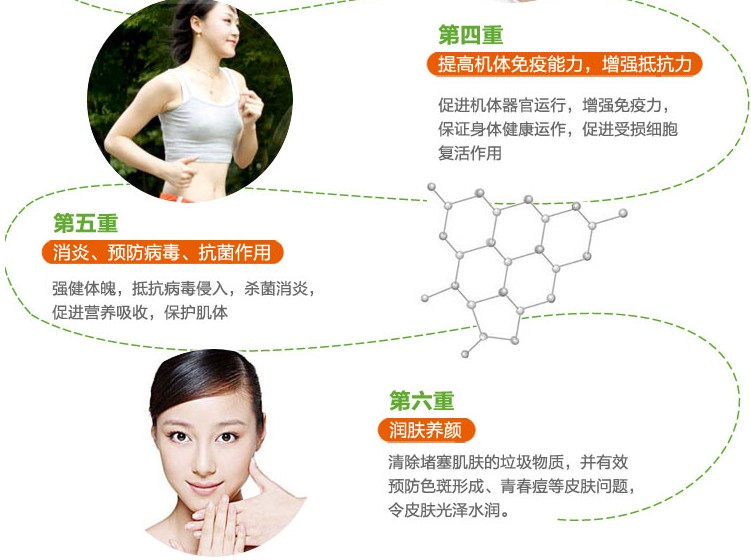 第四重
提高机体免疫能力，增强抵抗力
促进机体器官运行，增强免疫力，
保证身体健康运作，促进受损细胞
复活作用
第五重
消炎、预防病毒、抗菌作用
强健体魄，抵抗病毒侵入，杀菌消炎，
促进营养吸收，保护肌体
第六重
润肤养颜
清除堵塞肌肤的垃圾物质，并有效
预防色斑形成、青春痘等皮肤问题，
令皮肤光泽水润。